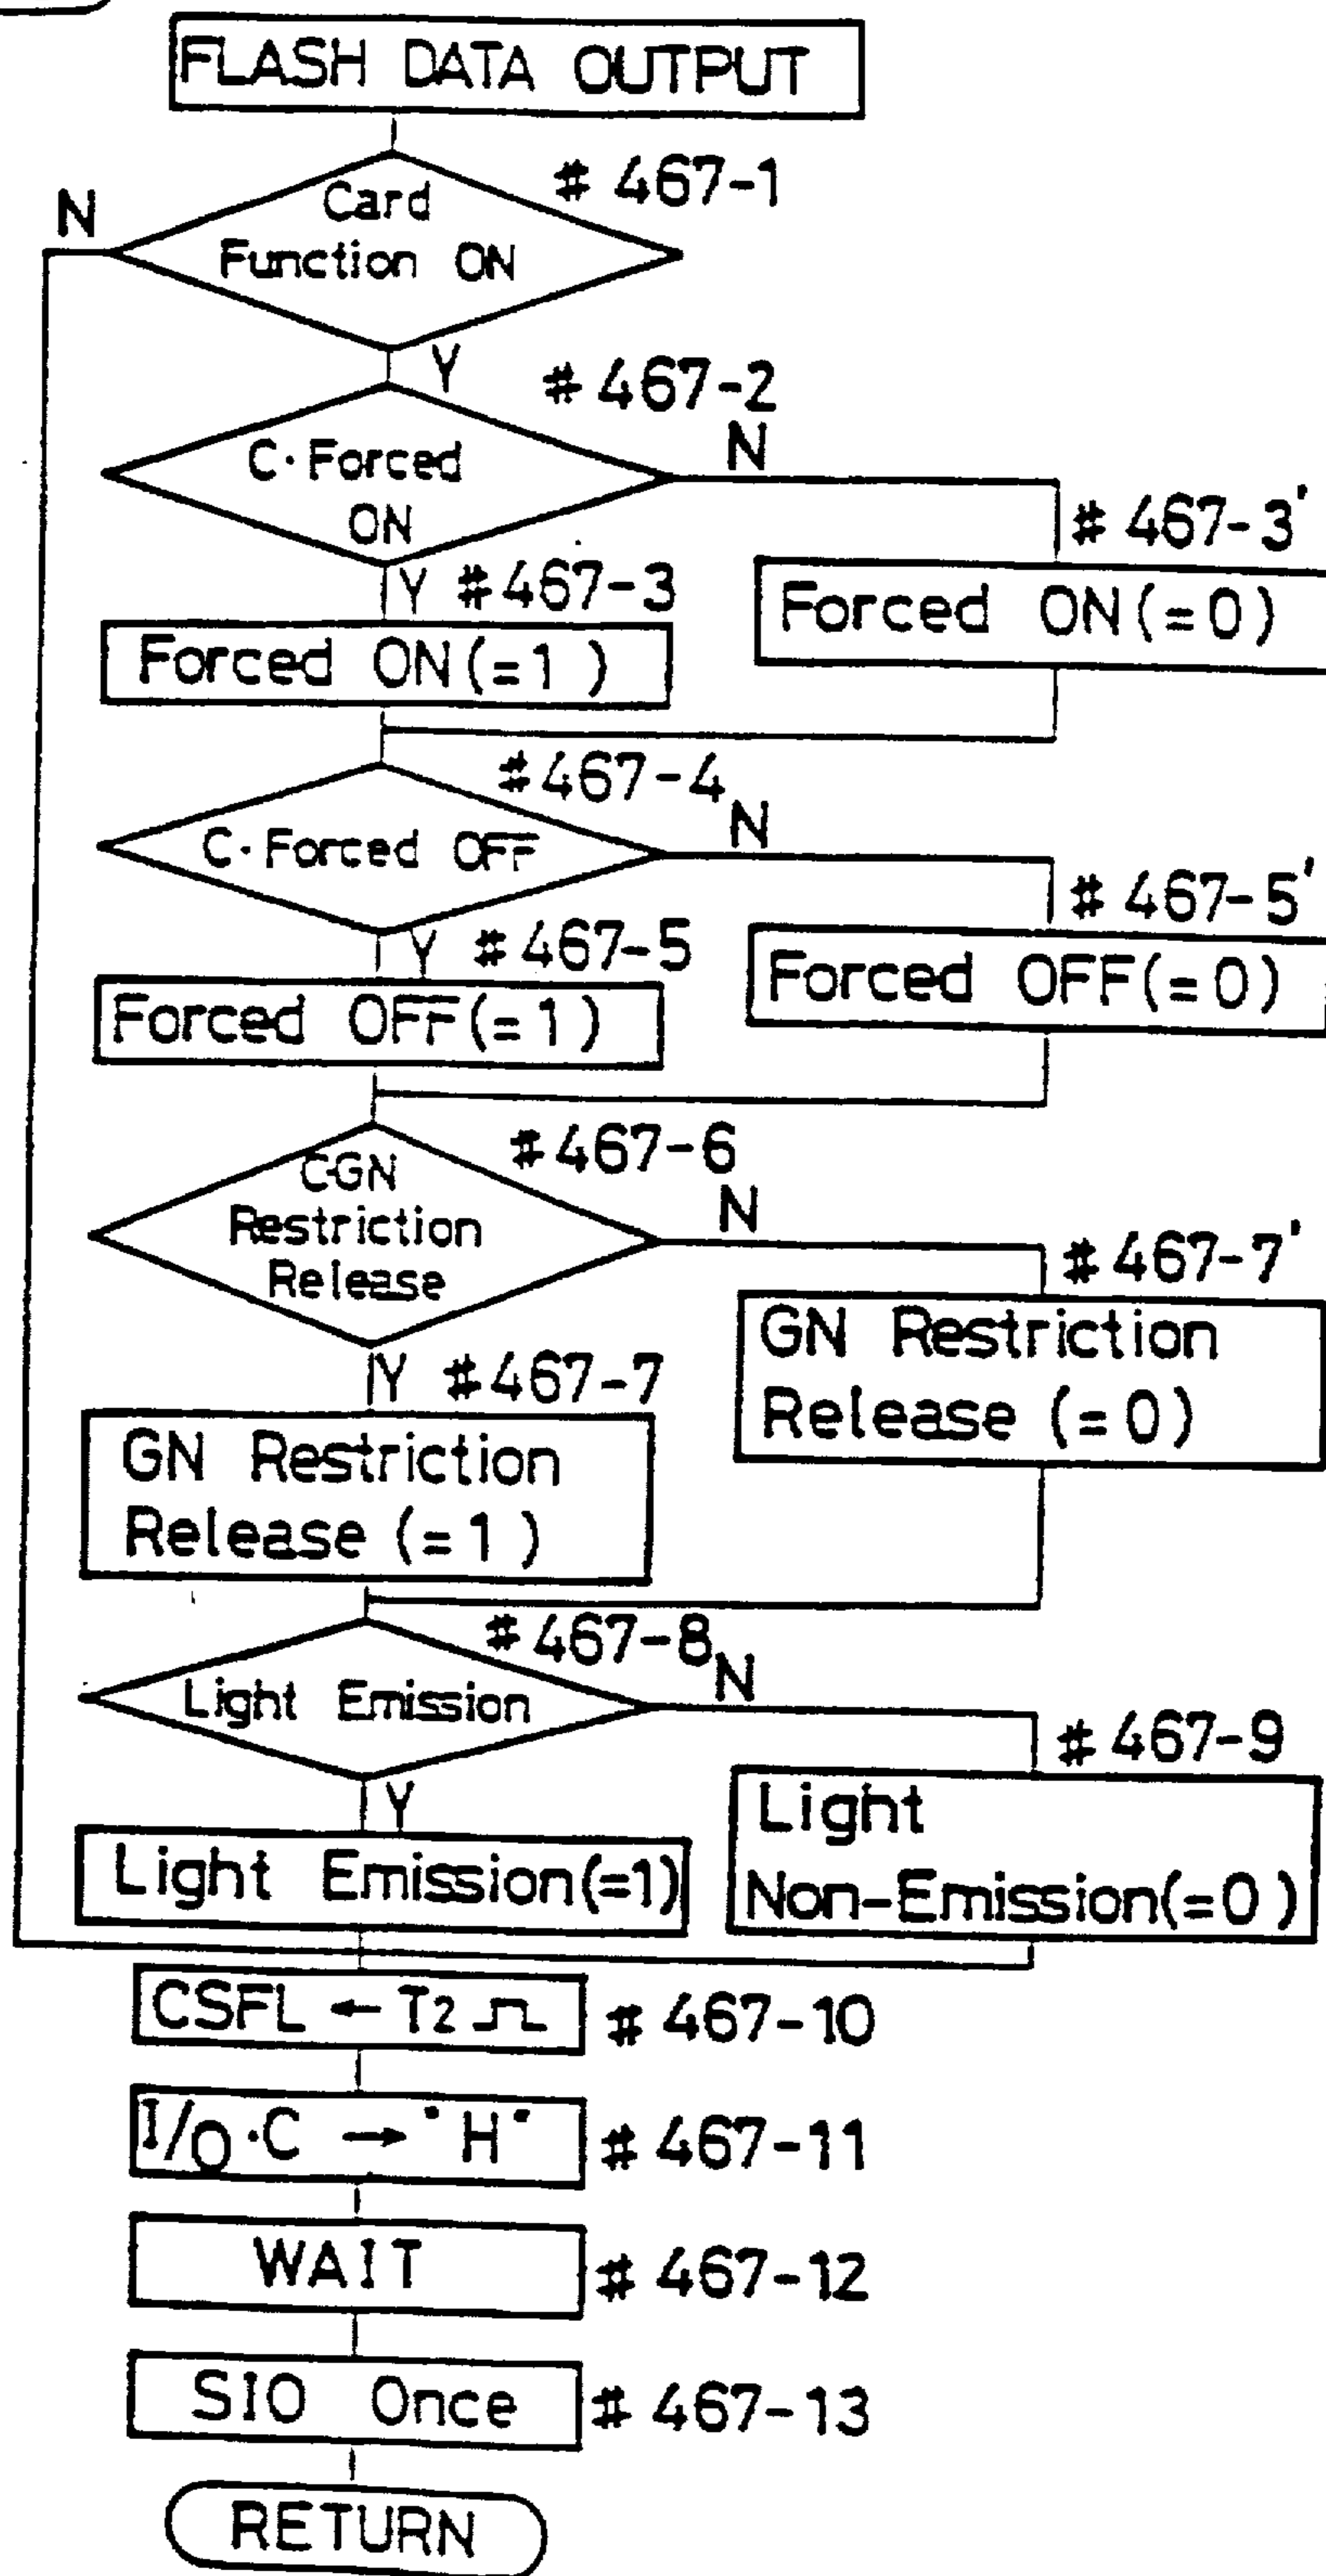 FLASH DATA OUTPUT
# 467-1
N
Card
Function ON
Y
# 467-2
N
C·Forced
ON
# 467-3'
Y # 467-3
Forced ON (=0)
Forced ON (=1)
# 467-4
N
C·Forced OFF
# 467-5'
Y # 467-5
Forced OFF (=0)
Forced OFF (=1)
# 467-6
N
C·GN
Restriction
Release
# 467-7'
GN Restriction
Release (=0)
Y # 467-7
GN Restriction
Release (=1)
# 467-8
N
Light Emission
# 467-9
Y
Light
Non-Emission(=0)
Light Emission(=1)
CSFL ← T2 # 467-10
I/O·C → "H" # 467-11
WAIT # 467-12
SIO Once # 467-13
RETURN